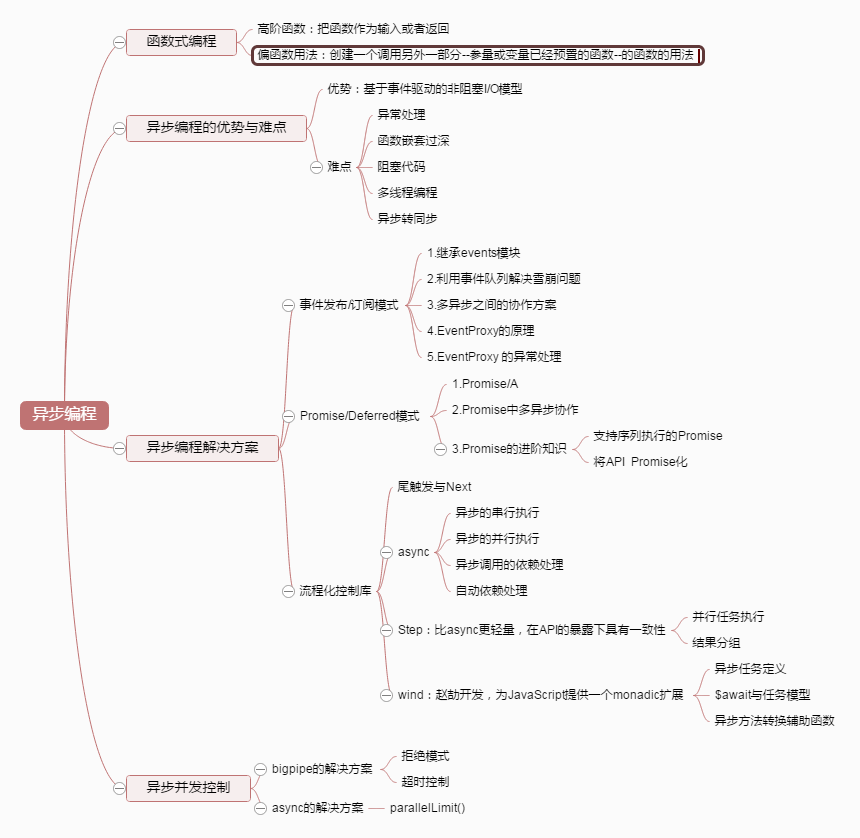 异步编程
函数式编程
高阶函数：把函数作为输入或者返回
偏函数用法：创建一个调用另外一部分--参量或变量已经预置的函数--的函数的用法
异步编程的优势与难点
优势：基于事件驱动的非阻塞I/O模型
难点
异常处理
函数嵌套过深
阻塞代码
多线程编程
异步转同步
异步编程解决方案
事件发布/订阅模式
1.继承events模块
2.利用事件队列解决雪崩问题
3.多异步之间的协作方案
4.EventProxy的原理
5.EventProxy 的异常处理
Promise/Deferred模式
1.Promise/A
2.Promise中多异步协作
3.Promise的进阶知识
支持序列执行的Promise
将API Promise化
流程化控制库
尾触发与Next
async
异步的串行执行
异步的并行执行
异步调用的依赖处理
自动依赖处理
Step：比async更轻量，在API的暴露下具有一致性
并行任务执行
结果分组
wind：赵劼开发，为JavaScript提供一个monadic扩展
异步任务定义
$await与任务模型
异步方法转换辅助函数
异步并发控制
bigpipe的解决方案
拒绝模式
超时控制
async的解决方案
parallelLimit()